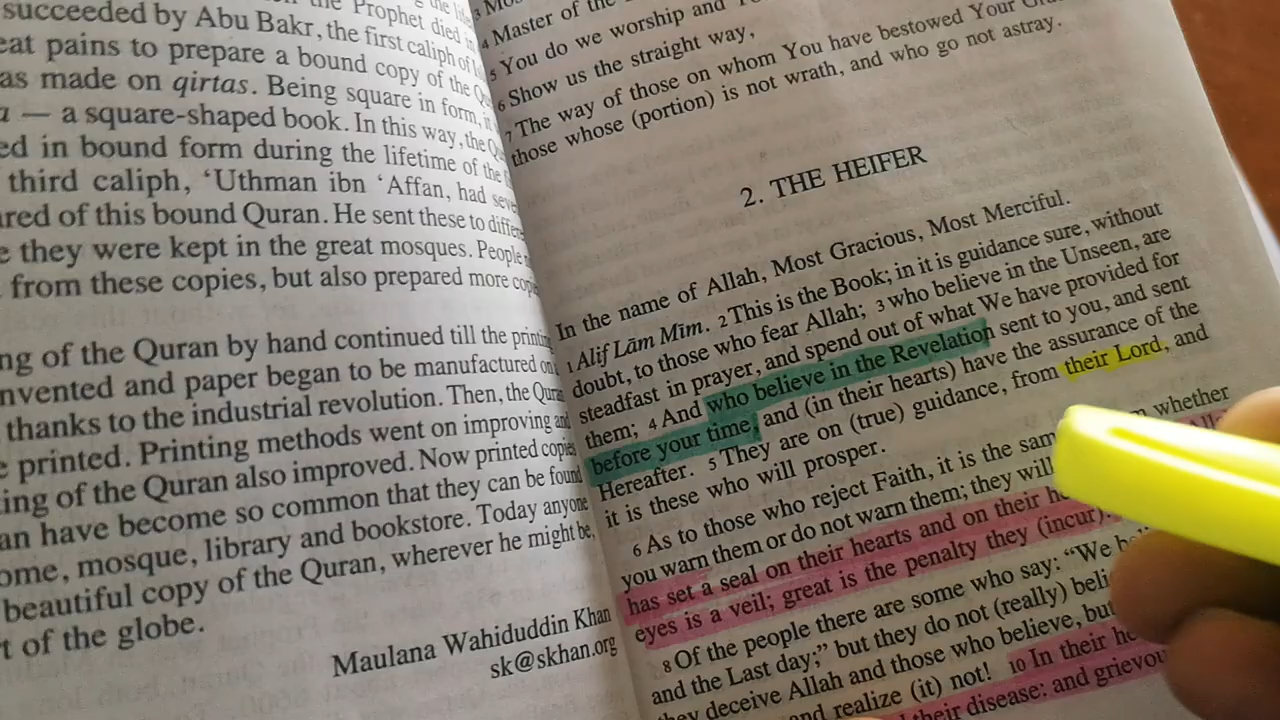 the Prophet died in
succeeded by Abu Bakr, the first caliph of
eat pains to prepare a bound copy of the
as made on qirtas. Being square in form, it
— a square-shaped book. In this way, the
ed in bound form during the lifetime of the
third caliph, ‘Uthman ibn ‘Affan, had
red of this bound Quran. He sent these to
they were kept in the great mosques. People
from these copies, but also prepared more
ng of the Quran by hand continued till the
nvented and paper began to be manufactured on
thanks to the industrial revolution. Then, the
printed. Printing methods went on improving and
ing of the Quran also improved. Now printed copies
an have become so common that they can be found
ome, mosque, library and bookstore. Today anyone
beautiful copy of the Quran, wherever he might be,
t of the globe.
Maulana Wahiduddin Khan
sk@skhan.org
4 Master of the
5 You do we worship and
6 Show us the straight way,
7 The way of those on whom You have bestowed Your
those whose (portion) is not wrath, and who go not astray.
2. THE HEIFER
In the name of Allah, Most Gracious, Most Merciful.
1 Alif Lām Mīm. 2 This is the Book; in it is guidance sure, without
doubt, to those who fear Allah; 3 who believe in the Unseen, are
steadfast in prayer, and spend out of what We have provided for
them; 4 And who believe in the Revelation sent to you, and sent
before your time, and (in their hearts) have the assurance of the
Hereafter. 5 They are on (true) guidance, from their Lord, and
it is these who will prosper.
6 As to those who reject Faith, it is the whether
you warn them or do not warn them; they will
has set a seal on their hearts and on their
eyes is a veil; great is the penalty they (incur).
8 Of the people there are some who say: “We
and the Last day;” but they do not (really)
they deceive Allah and those who believe, but
and realize (it) not! 10 In their
their disease: and